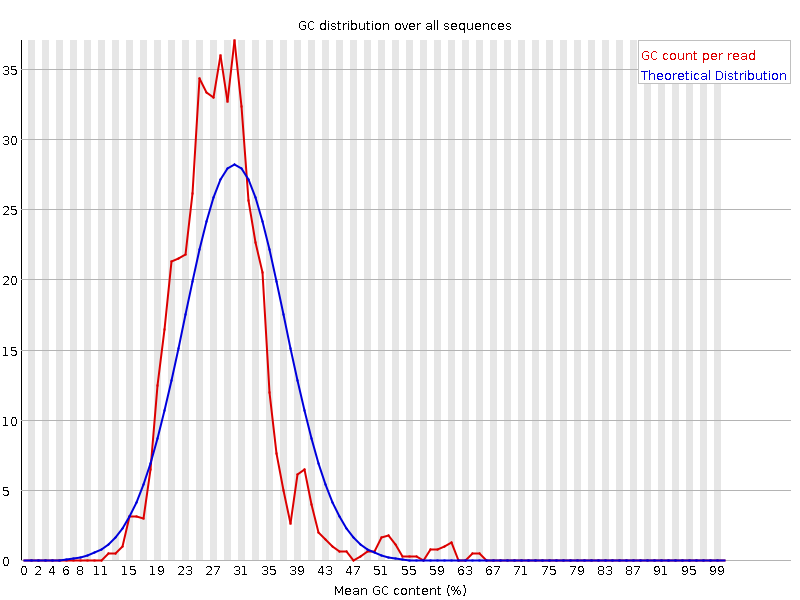 GC distribution over all sequences
GC count per read
Theoretical Distribution
35
30
25
20
15
10
5
0
0 2 4 6 8 11 15 19 23 27 31 35 39 43 47 51 55 59 63 67 71 75 79 83 87 91 95 99
Mean GC content (%)